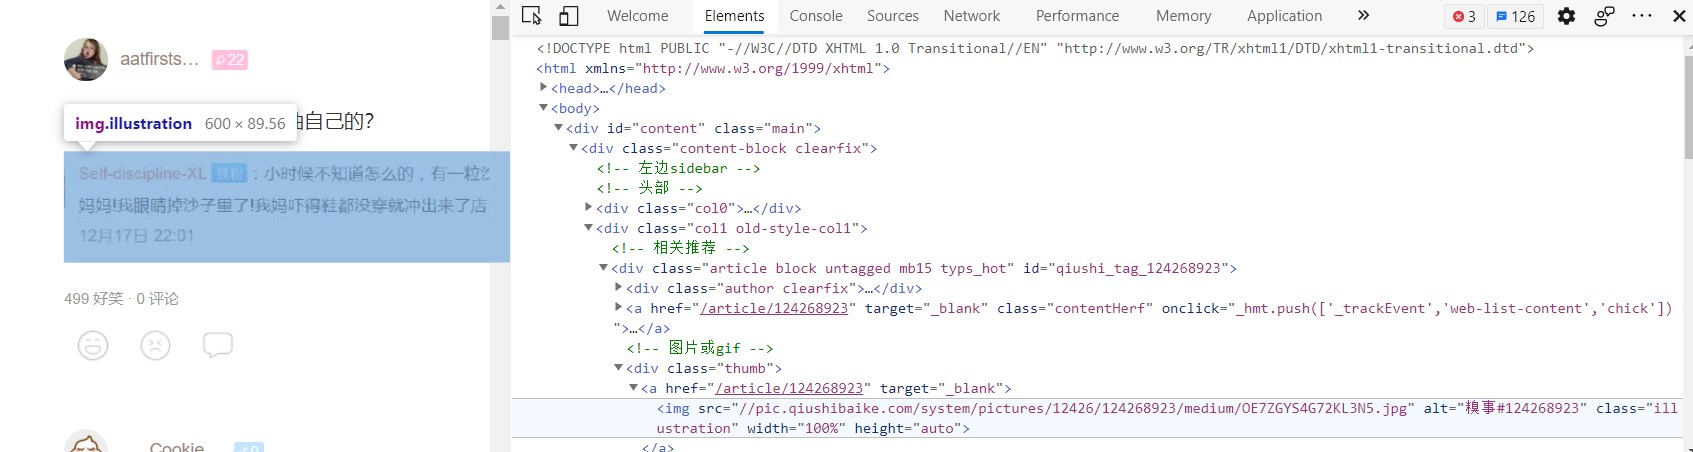 Welcome Elements Console Sources Network Performance Memory Application 3 126
aatfirsts... 22
img.illustration 600 × 89.56
自己的?
Self-discipline-XL : 小时候不知道怎么的，有一粒沙
妈妈!我眼睛掉沙子里了!我妈吓得鞋都没穿就冲出来了店
12月17日 22:01
499 好笑 · 0 评论
Cookie 0
<!DOCTYPE html PUBLIC "-//W3C//DTD XHTML 1.0 Transitional//EN" "http://www.w3.org/TR/xhtml1/DTD/xhtml1-transitional.dtd">
<html xmlns="http://www.w3.org/1999/xhtml">
<head>…</head>
<body>
<div id="content" class="main">
<div class="content-block clearfix">
<!-- 左边sidebar -->
<!-- 头部 -->
<div class="col0">…</div>
<div class="col1 old-style-col1">
<!-- 相关推荐 -->
<div class="article block untagged mb15 typs_hot" id="qiushi_tag_124268923">
<div class="author clearfix">…</div>
<a href="/article/124268923" target="_blank" class="contentHerf" onclick="_hmt.push(['_trackEvent','web-list-content','chick'])
">…</a>
<!-- 图片或gif -->
<div class="thumb">
<a href="/article/124268923" target="_blank">
<img src="//pic.qiushibaike.com/system/pictures/12426/124268923/medium/OE7ZGYS4G72KL3N5.jpg" alt="糗事#124268923" class="ill
ustration" width="100%" height="auto">
</a>